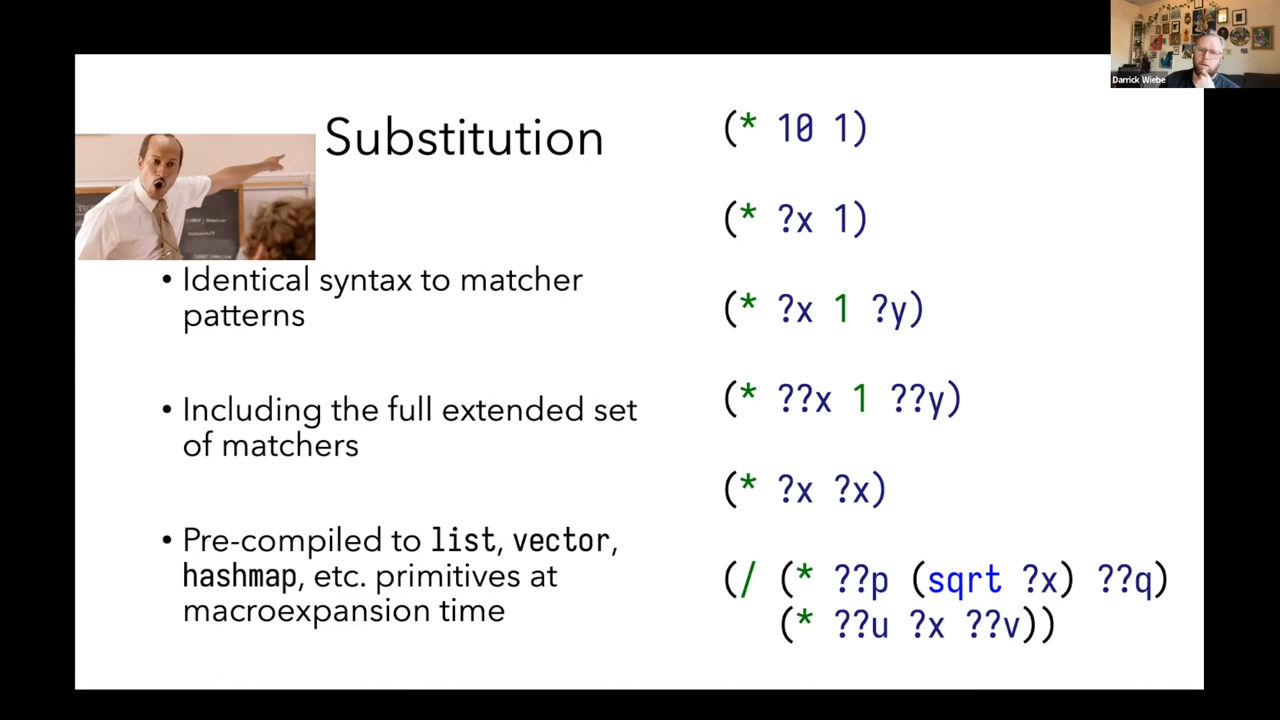 Darrick Wiebe
Substitution
• Identical syntax to matcher
patterns
• Including the full extended set
of matchers
• Pre-compiled to list, vector,
hashmap, etc. primitives at
macroexpansion time
(* 10 1)
(* ?x 1)
(* ?x 1 ?y)
(* ??x 1 ??y)
(* ?x ?x)
(/ (* ??p (sqrt ?x) ??q)
(* ??u ?x ??v))